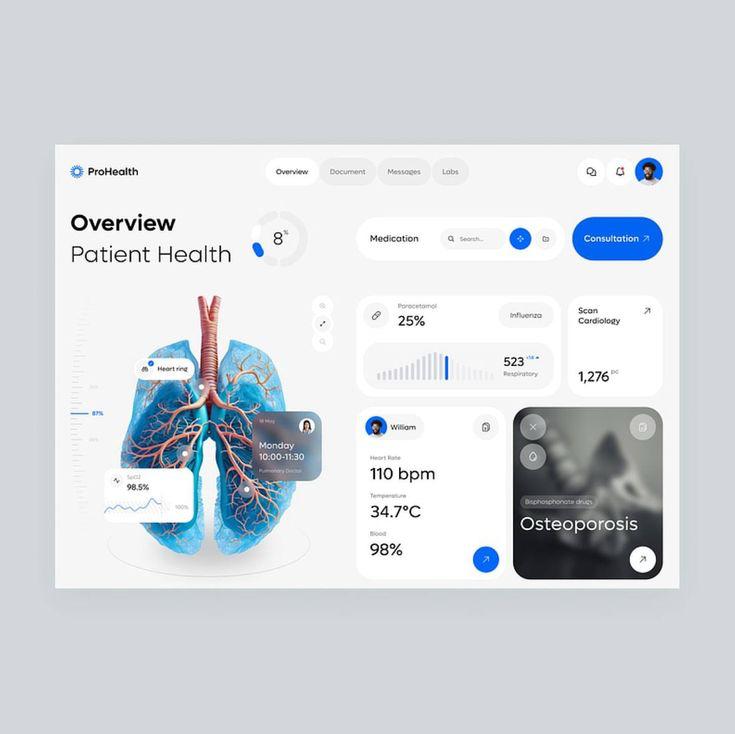 ProHealth
Overview
Document
Messages
Labs
Overview
Patient Health
8%
Medication
Search...
Consultation
Paracetamol
25%
Influenza
523 +18
Respiratory
Scan
Cardiology
1,276 pc
Heart ring
87%
18 May
Monday
10:00-11:30
Pulmonary Doctor
SpO2
98.5%
100%
William
Heart Rate
110 bpm
Temperature
34.7°C
Blood
98%
Bisphosphonate drugs
Osteoporosis